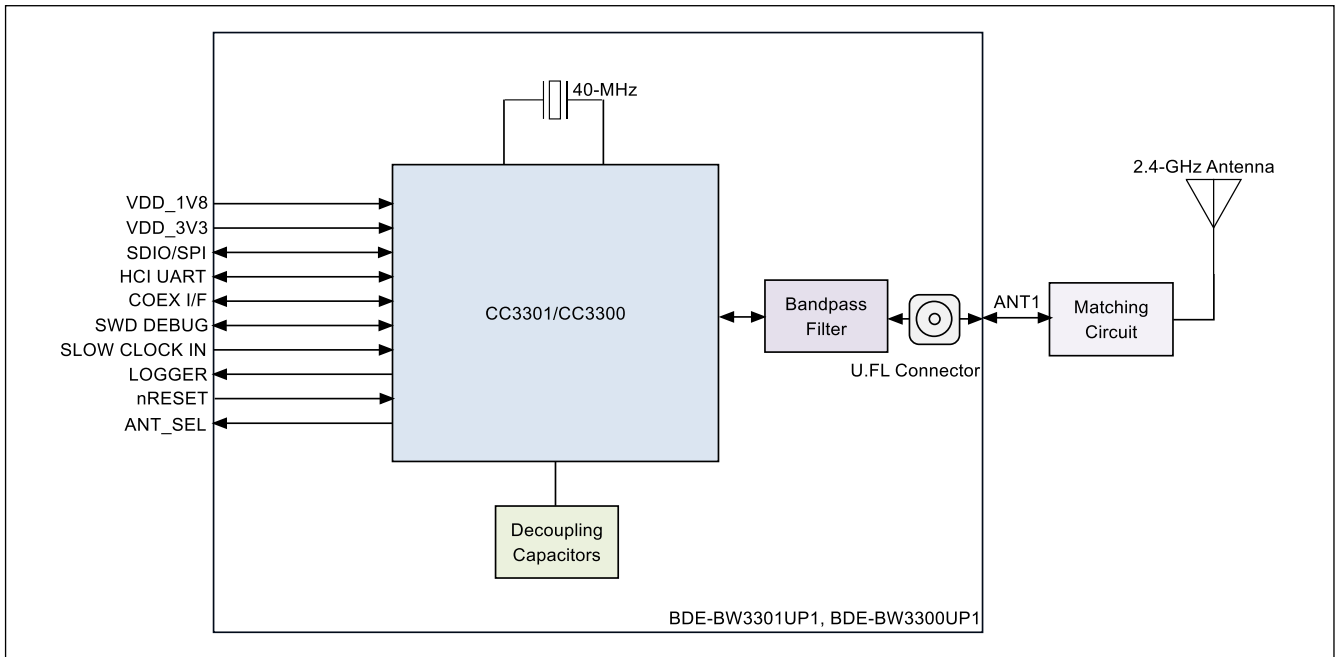 40-MHz
2.4-GHz Antenna
VDD_1V8
VDD_3V3
SDIO/SPI
HCI UART
COEX I/F
SWD DEBUG
SLOW CLOCK IN
LOGGER
nRESET
ANT_SEL
CC3301/CC3300
Bandpass
Filter
U.FL Connector
ANT1
Matching
Circuit
Decoupling
Capacitors
BDE-BW3301UP1, BDE-BW3300UP1